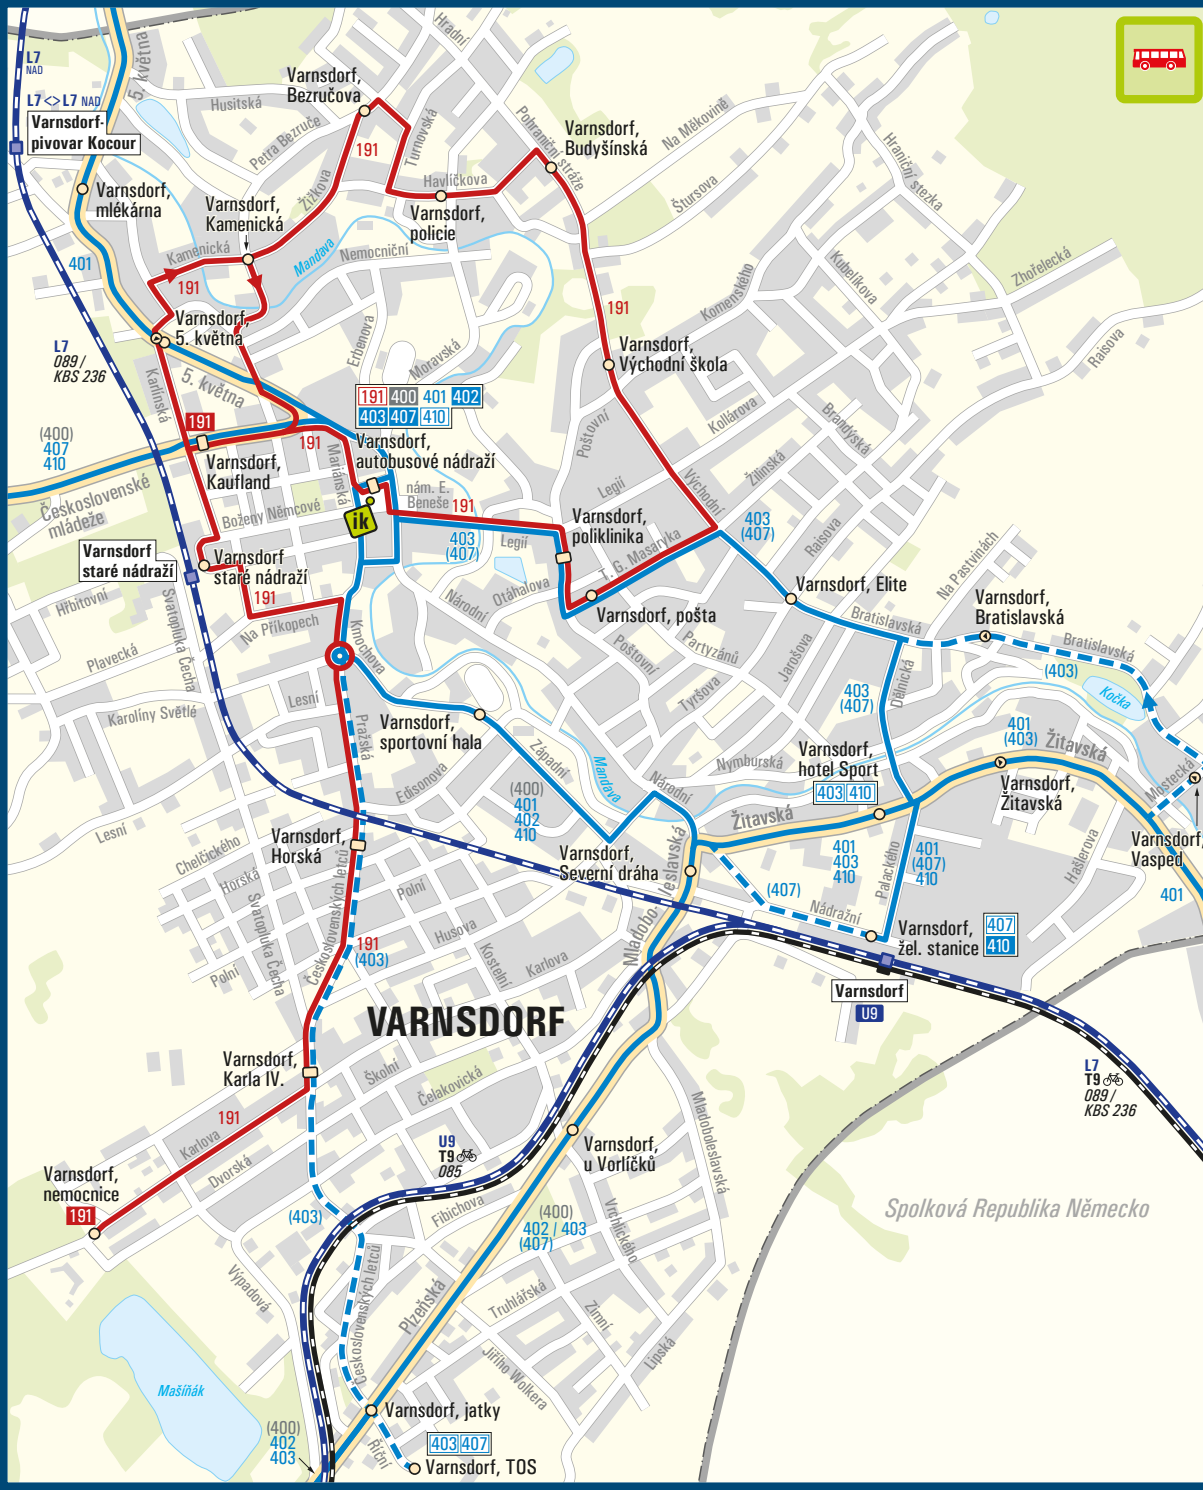 L7
NAD
L7 <> L7 NAD
Varnsdorf-
pivovar Kocour
5. května
Hradní
Husitská
Varnsdorf,
Bezručova
Petra Bezruče
Turnovská
191
Pohraniční stráže
Varnsdorf,
Budyšínská
Na Měkovině
Hraniční stezka
Varnsdorf,
mlékárna
Varnsdorf,
Kamenická
Žižkova
Havlíčkova
Varnsdorf,
policie
Štursova
401
Kamenická
191
Mandava
Nemocniční
Komenského
Kubelíkova
Zhořelecká
191
Varnsdorf,
5. května
Erbenova
Moravská
Varnsdorf,
Východní škola
Raisova
L7
089 /
KBS 236
Karlínská
5. května
191 400 401 402
403 407 410
Varnsdorf,
autobusové nádraží
Poštovní
Kollárova
Brandýská
(400)
407
410
191
Varnsdorf,
Kaufland
191
Mariánská
nám. E.
Beneše
191
Legií
Východní
Žilinská
Československé
mládeže
Boženy Němcové
ik
403
(407)
Legií
Varnsdorf,
poliklinika
T. G. Masaryka
403
(407)
Raisova
Na Pastvinách
Varnsdorf
staré nádraží
Varnsdorf
staré nádraží
191
Hřbitovní
Svatopluka Čecha
Na Příkopech
Národní
Otáhalova
Varnsdorf, pošta
Varnsdorf, Elite
Varnsdorf,
Bratislavská
Bratislavská
Bratislavská
(403)
Plavecká
Kmochova
Poštovní
Partyzánů
Jarošova
Dělnická
Kočka
Karolíny Světlé
Lesní
Pražská
Varnsdorf,
sportovní hala
Tyršova
403
(407)
401
(403)
Žitavská
Západní
Mandava
Národní
Nymburská
Varnsdorf,
hotel Sport
403 410
Varnsdorf,
Žitavská
Mostecká
Edisonova
(400)
401
402
410
Lesní
Varnsdorf,
Horská
Varnsdorf,
Severní dráha
Žitavská
401
403
410
Palackého
401
(407)
410
Hašlerova
Varnsdorf,
Vasped
401
Chelčického
Horská
Svatopluka Čecha
Československých letců
Polní
Mladoboleslavská
(407)
Nádražní
Varnsdorf,
žel. stanice
407
410
Polní
191
(403)
Husova
Kostelní
Karlova
Varnsdorf
U9
VARNSDORF
Varnsdorf,
Karla IV.
Školní
Čelakovická
191
Karlova
Dvorská
L7
T9
089 /
KBS 236
Mladoboleslavská
U9
T9
085
Varnsdorf,
u Vorlíčků
Varnsdorf,
nemocnice
191
(403)
Fibichova
(400)
402 / 403
(407)
Vrchlického
Spolková Republika Německo
Výpadová
Československých letců
Plzeňská
Truhlářská
Zimní
Lipská
Jiřího Wolkera
Mašíňák
Varnsdorf, jatky
403 407
Varnsdorf, TOS
Říční
(400)
402
403